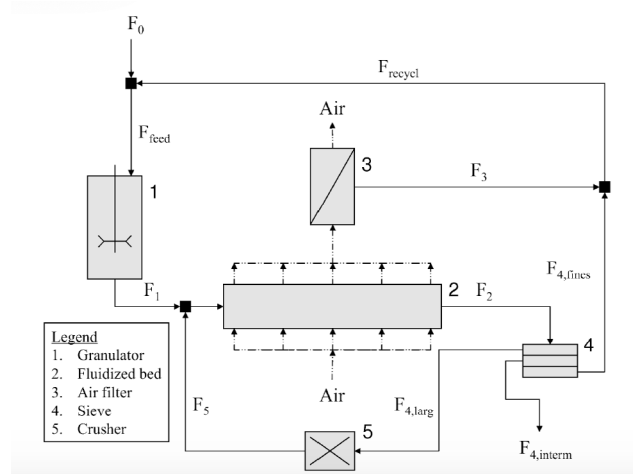 F0
Frecycl
Ffeed
Air
3
1
F3
F4,fines
F1
2
F2
4
Legend
1. Granulator
2. Fluidized bed
3. Air filter
4. Sieve
5. Crusher
F5
Air
F4,larg
5
F4,interm